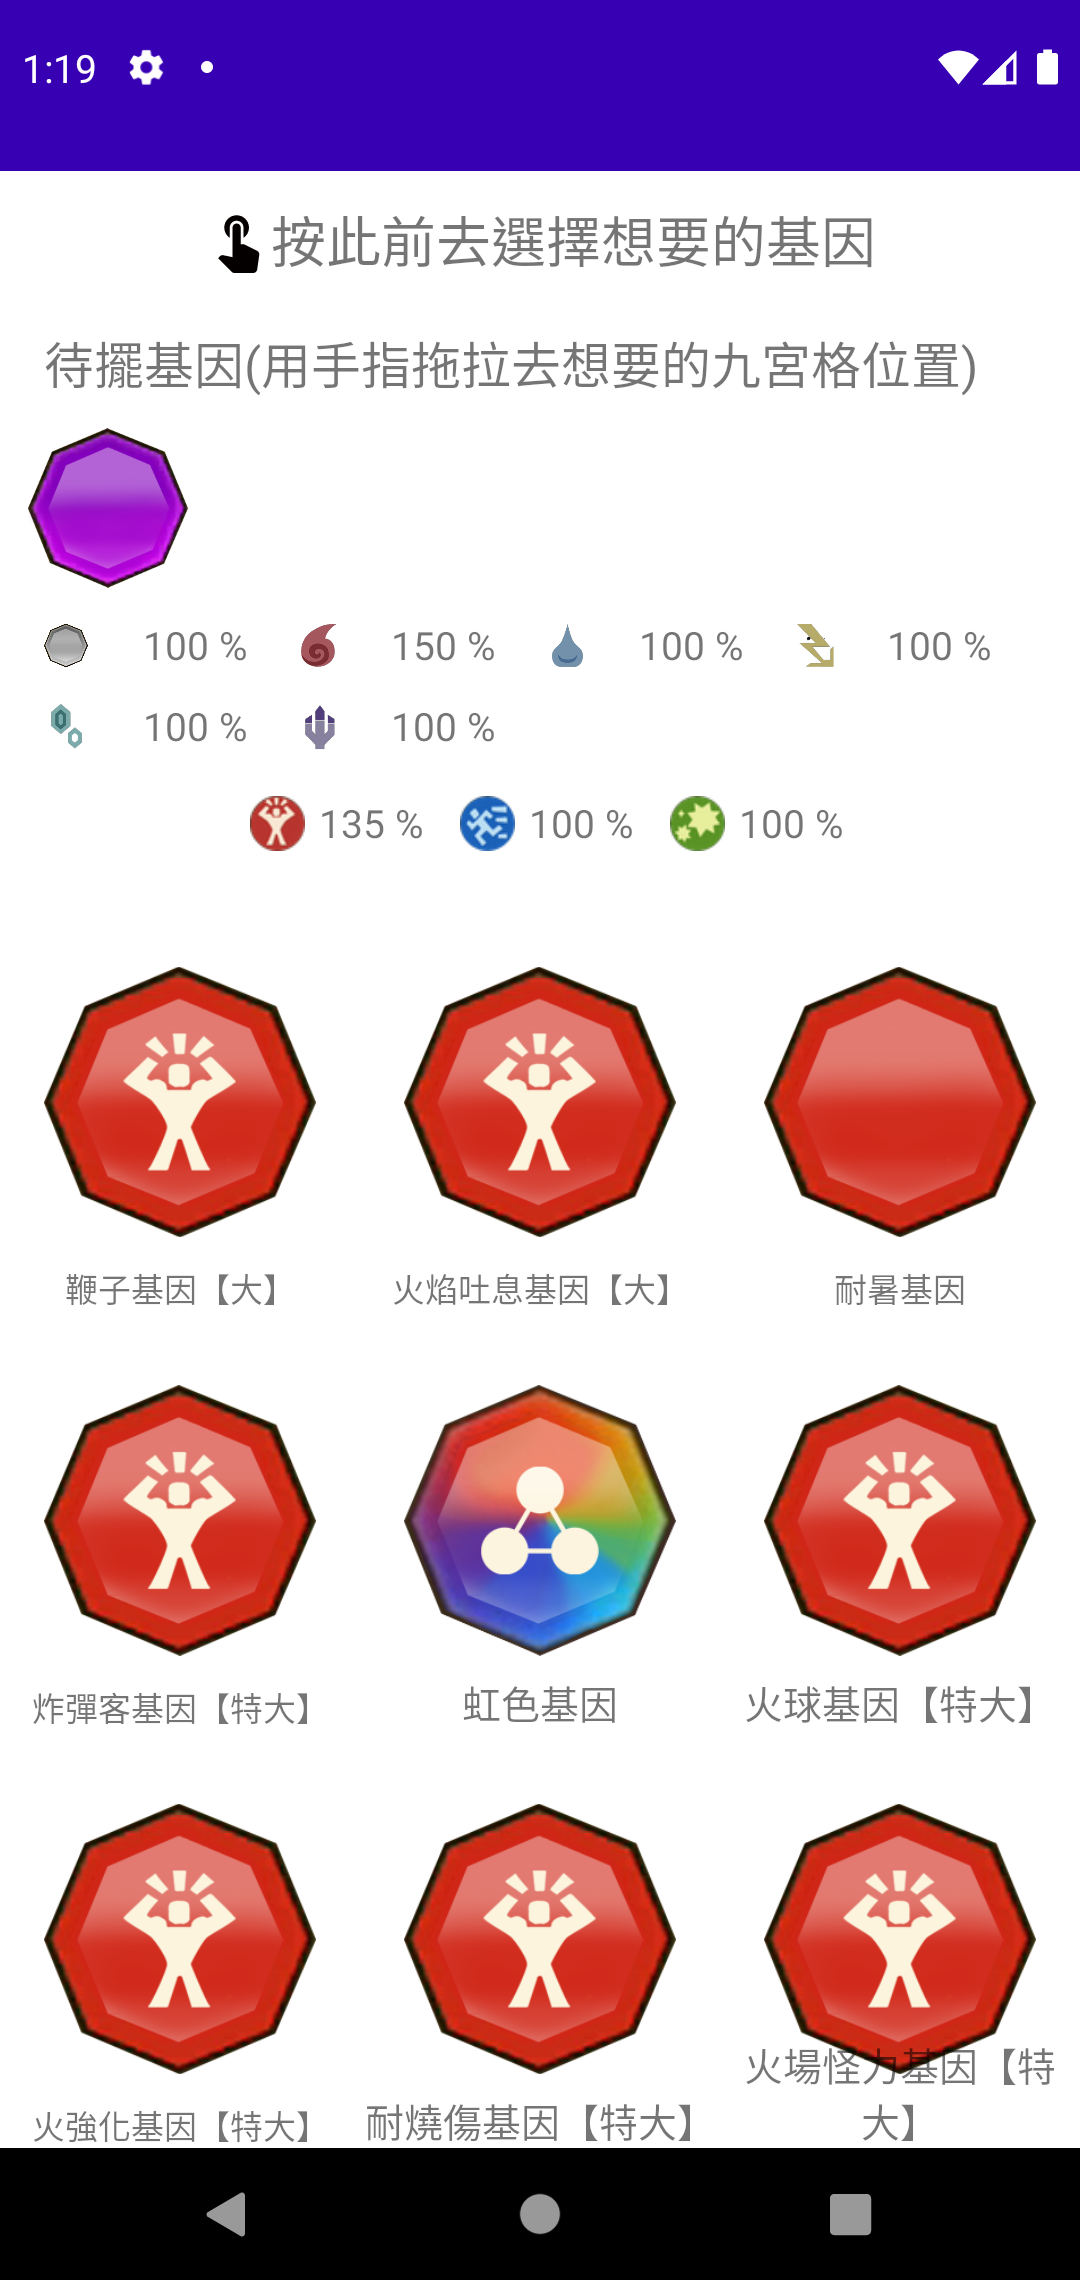 1:19
按此前去選擇想要的基因
待擺基因(用手指拖拉去想要的九宮格位置)
100 % 150 % 100 % 100 %
100 % 100 %
135 % 100 % 100 %
鞭子基因【大】 火焰吐息基因【大】 耐暑基因
炸彈客基因【特大】 虹色基因 火球基因【特大】
火強化基因【特大】 耐燒傷基因【特大】 火場怪力基因【特
大】